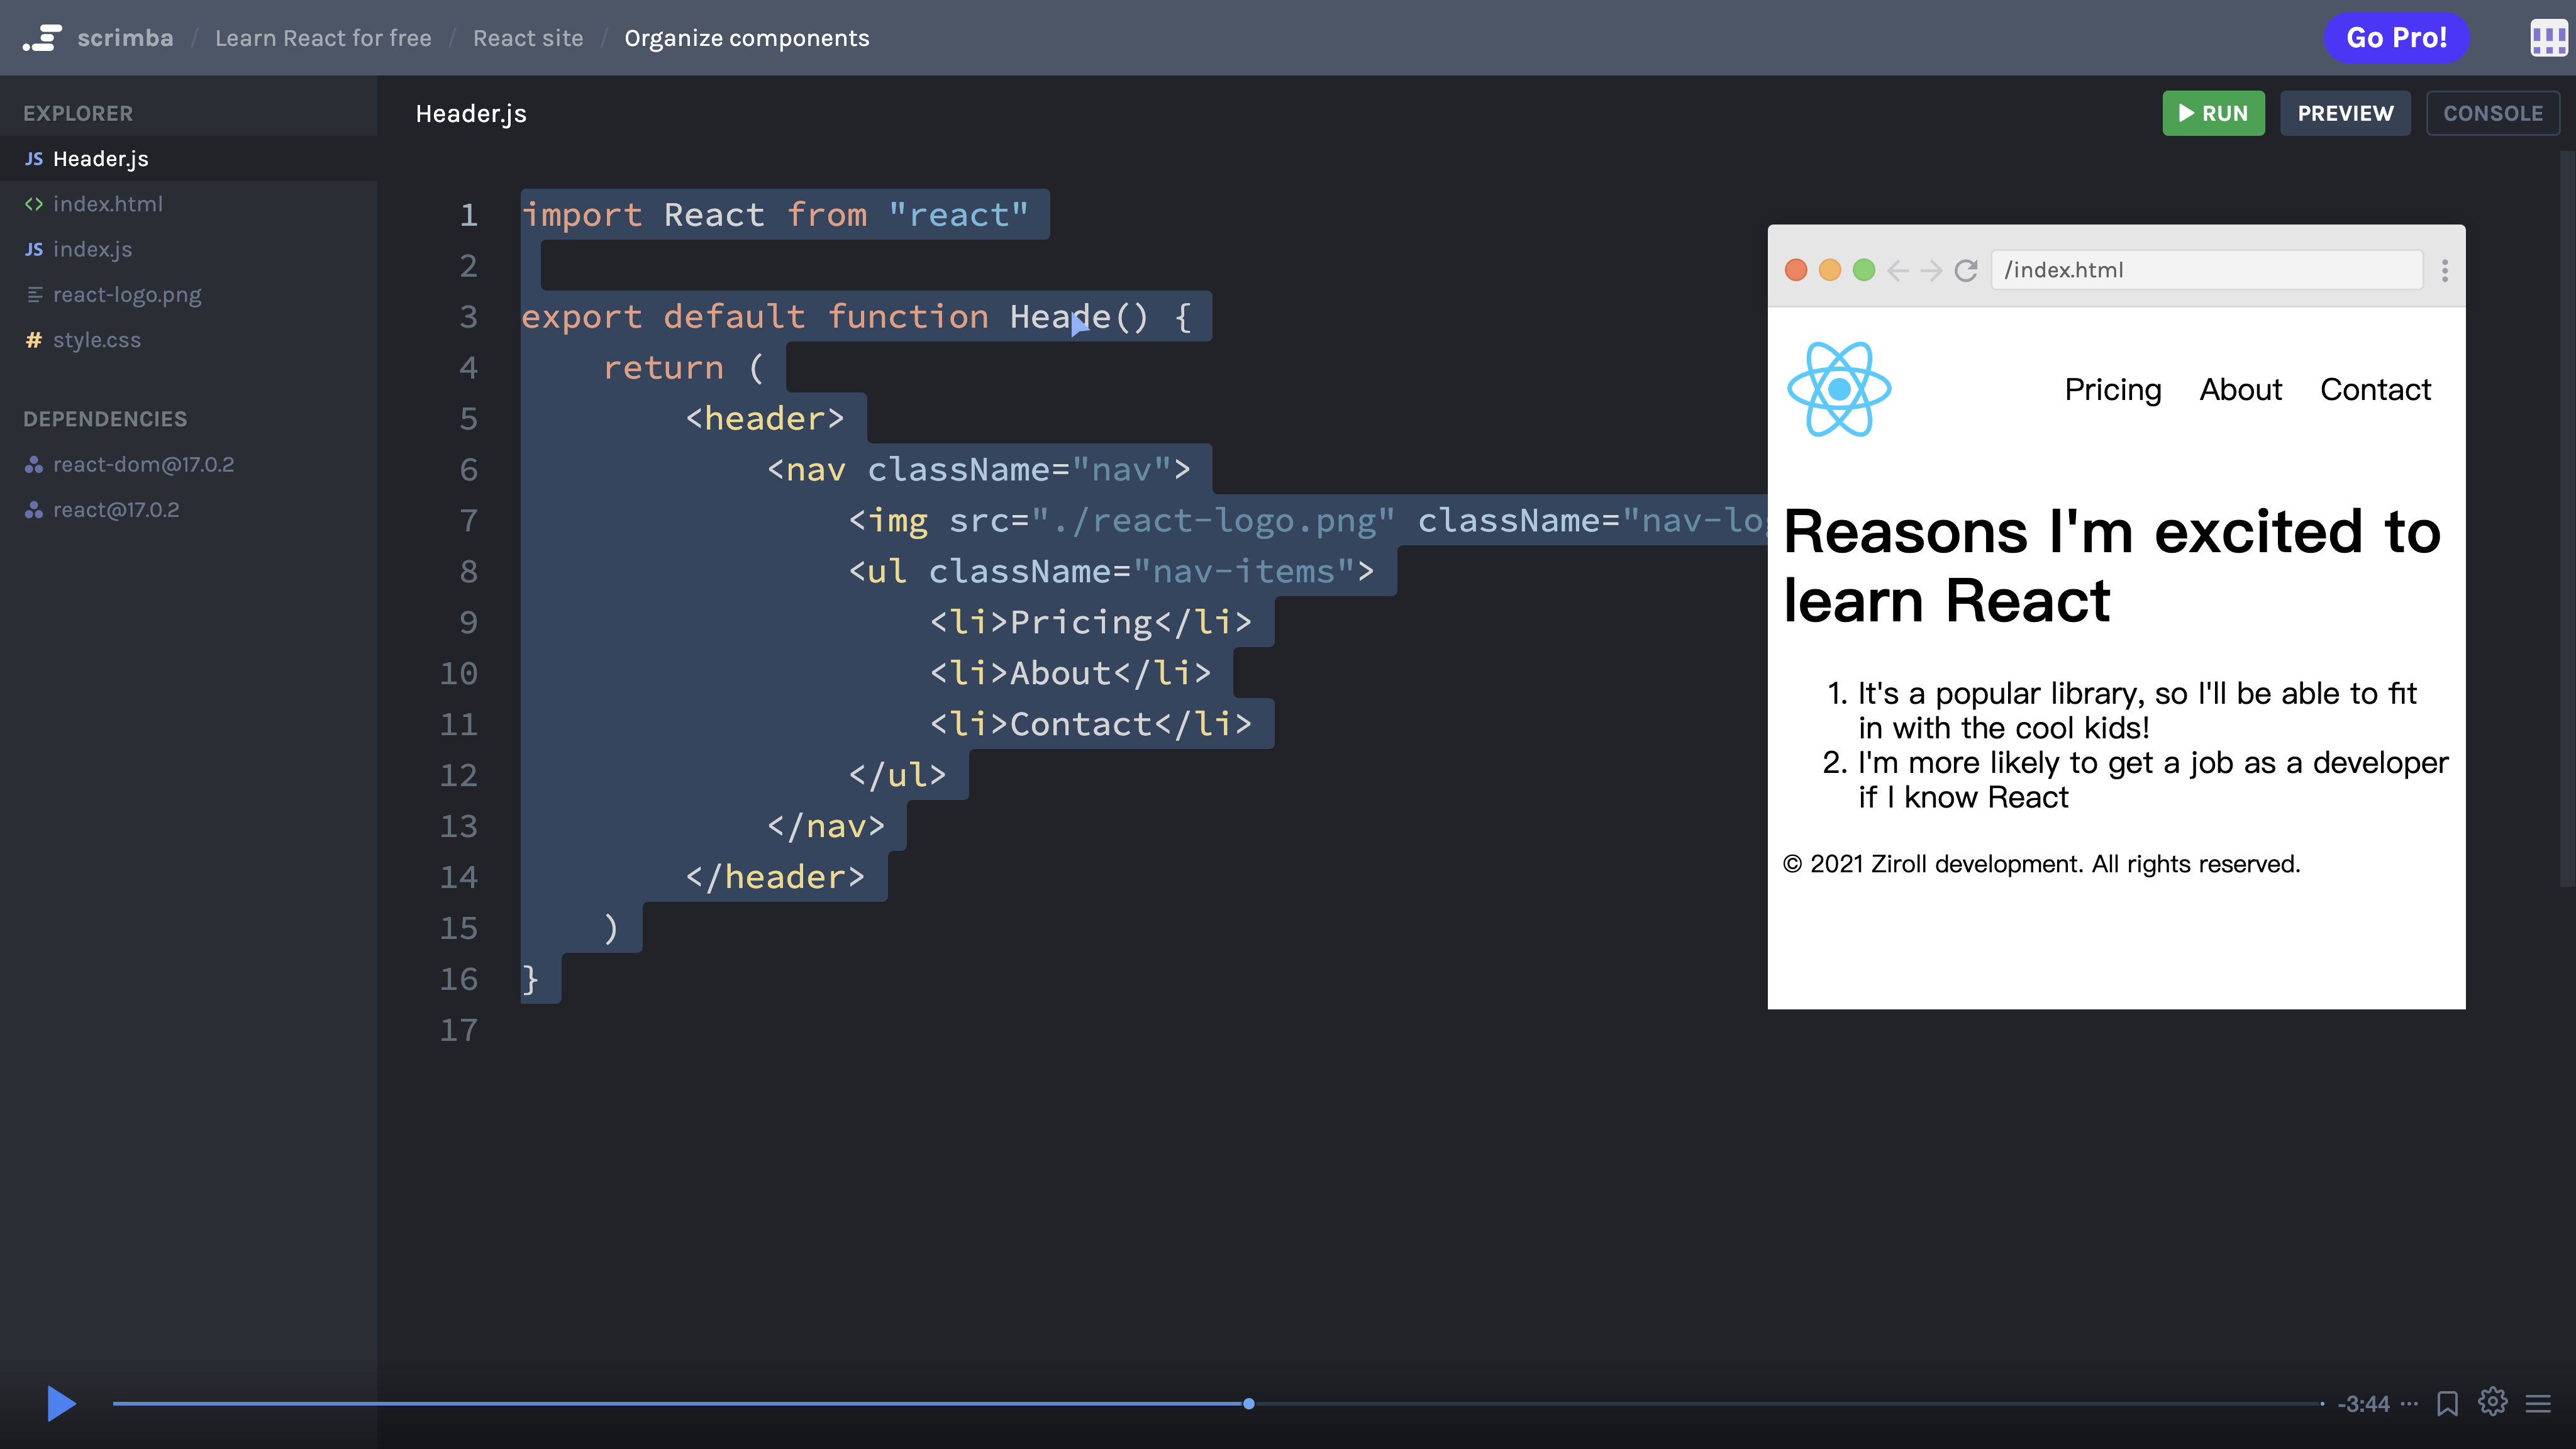 scrimba / Learn React for free / React site / Organize components
Go Pro!
EXPLORER
JS Header.js
<> index.html
JS index.js
react-logo.png
# style.css
DEPENDENCIES
react-dom@17.0.2
react@17.0.2
Header.js
RUN PREVIEW CONSOLE
1 import React from "react"
2
3 export default function Heade() {
4 return (
5 <header>
6 <nav className="nav">
7 <img src="./react-logo.png" className="nav-lo
8 <ul className="nav-items">
9 <li>Pricing</li>
10 <li>About</li>
11 <li>Contact</li>
12 </ul>
13 </nav>
14 </header>
15 )
16 }
17
/index.html
Pricing About Contact
Reasons I'm excited to
learn React
1. It's a popular library, so I'll be able to fit
in with the cool kids!
2. I'm more likely to get a job as a developer
if I know React
© 2021 Ziroll development. All rights reserved.
-3:44